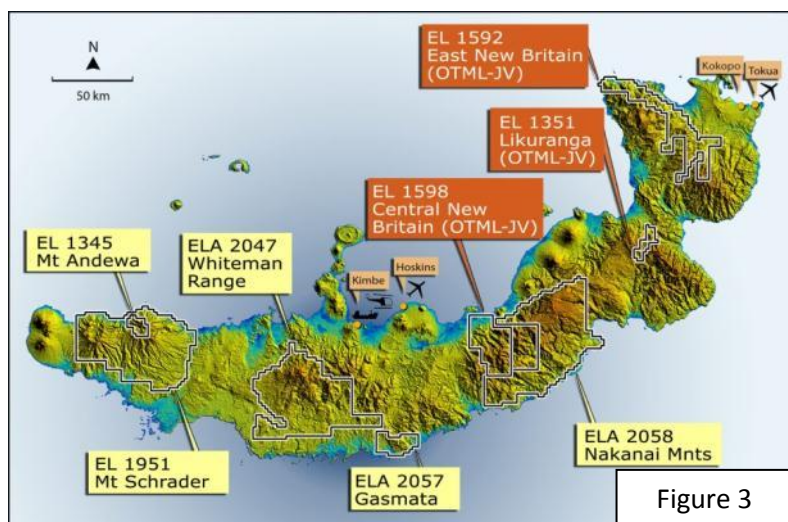 N
50 km
EL 1592
East New Britain
(OTML-JV)
Kokopo
Tokua
EL 1351
Likuranga
(OTML-JV)
EL 1598
Central New
Britain (OTML-JV)
EL 1345
Mt Andewa
ELA 2047
Whiteman
Range
Kimbe
Hoskins
EL 1951
Mt Schrader
ELA 2057
Gasmata
ELA 2058
Nakanai Mnts
Figure 3